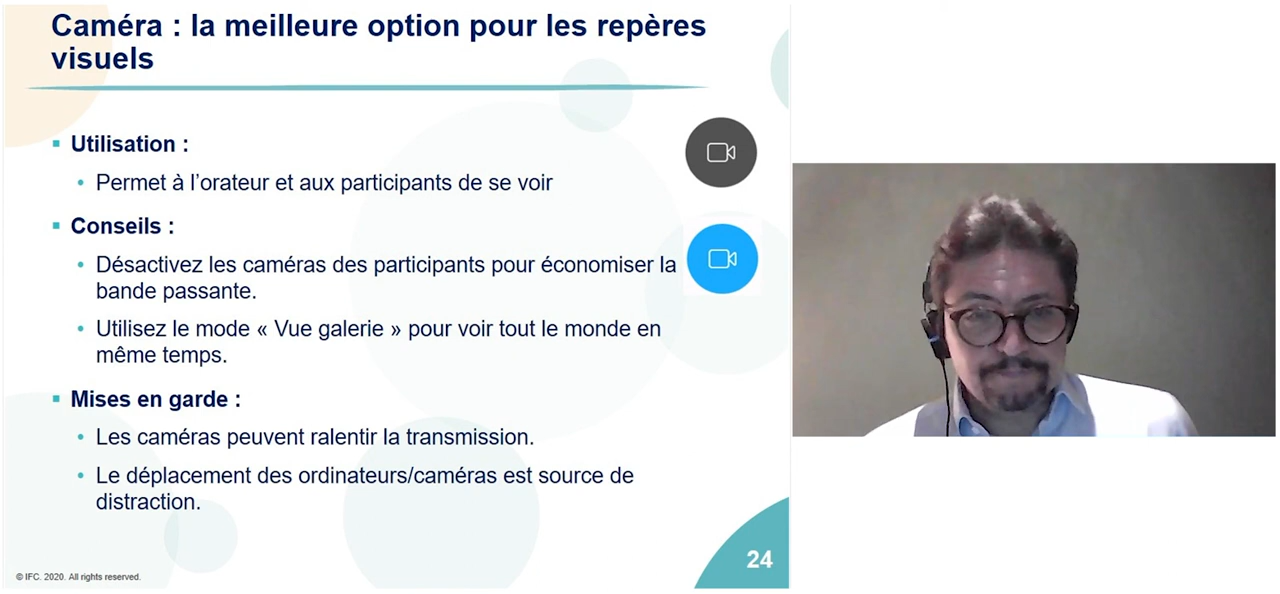 Caméra : la meilleure option pour les repères
visuels
Utilisation :
Permet à l’orateur et aux participants de se voir
Conseils :
Désactivez les caméras des participants pour économiser la
bande passante.
Utilisez le mode « Vue galerie » pour voir tout le monde en
même temps.
Mises en garde :
Les caméras peuvent ralentir la transmission.
Le déplacement des ordinateurs/caméras est source de
distraction.
24
© IFC. 2020. All rights reserved.